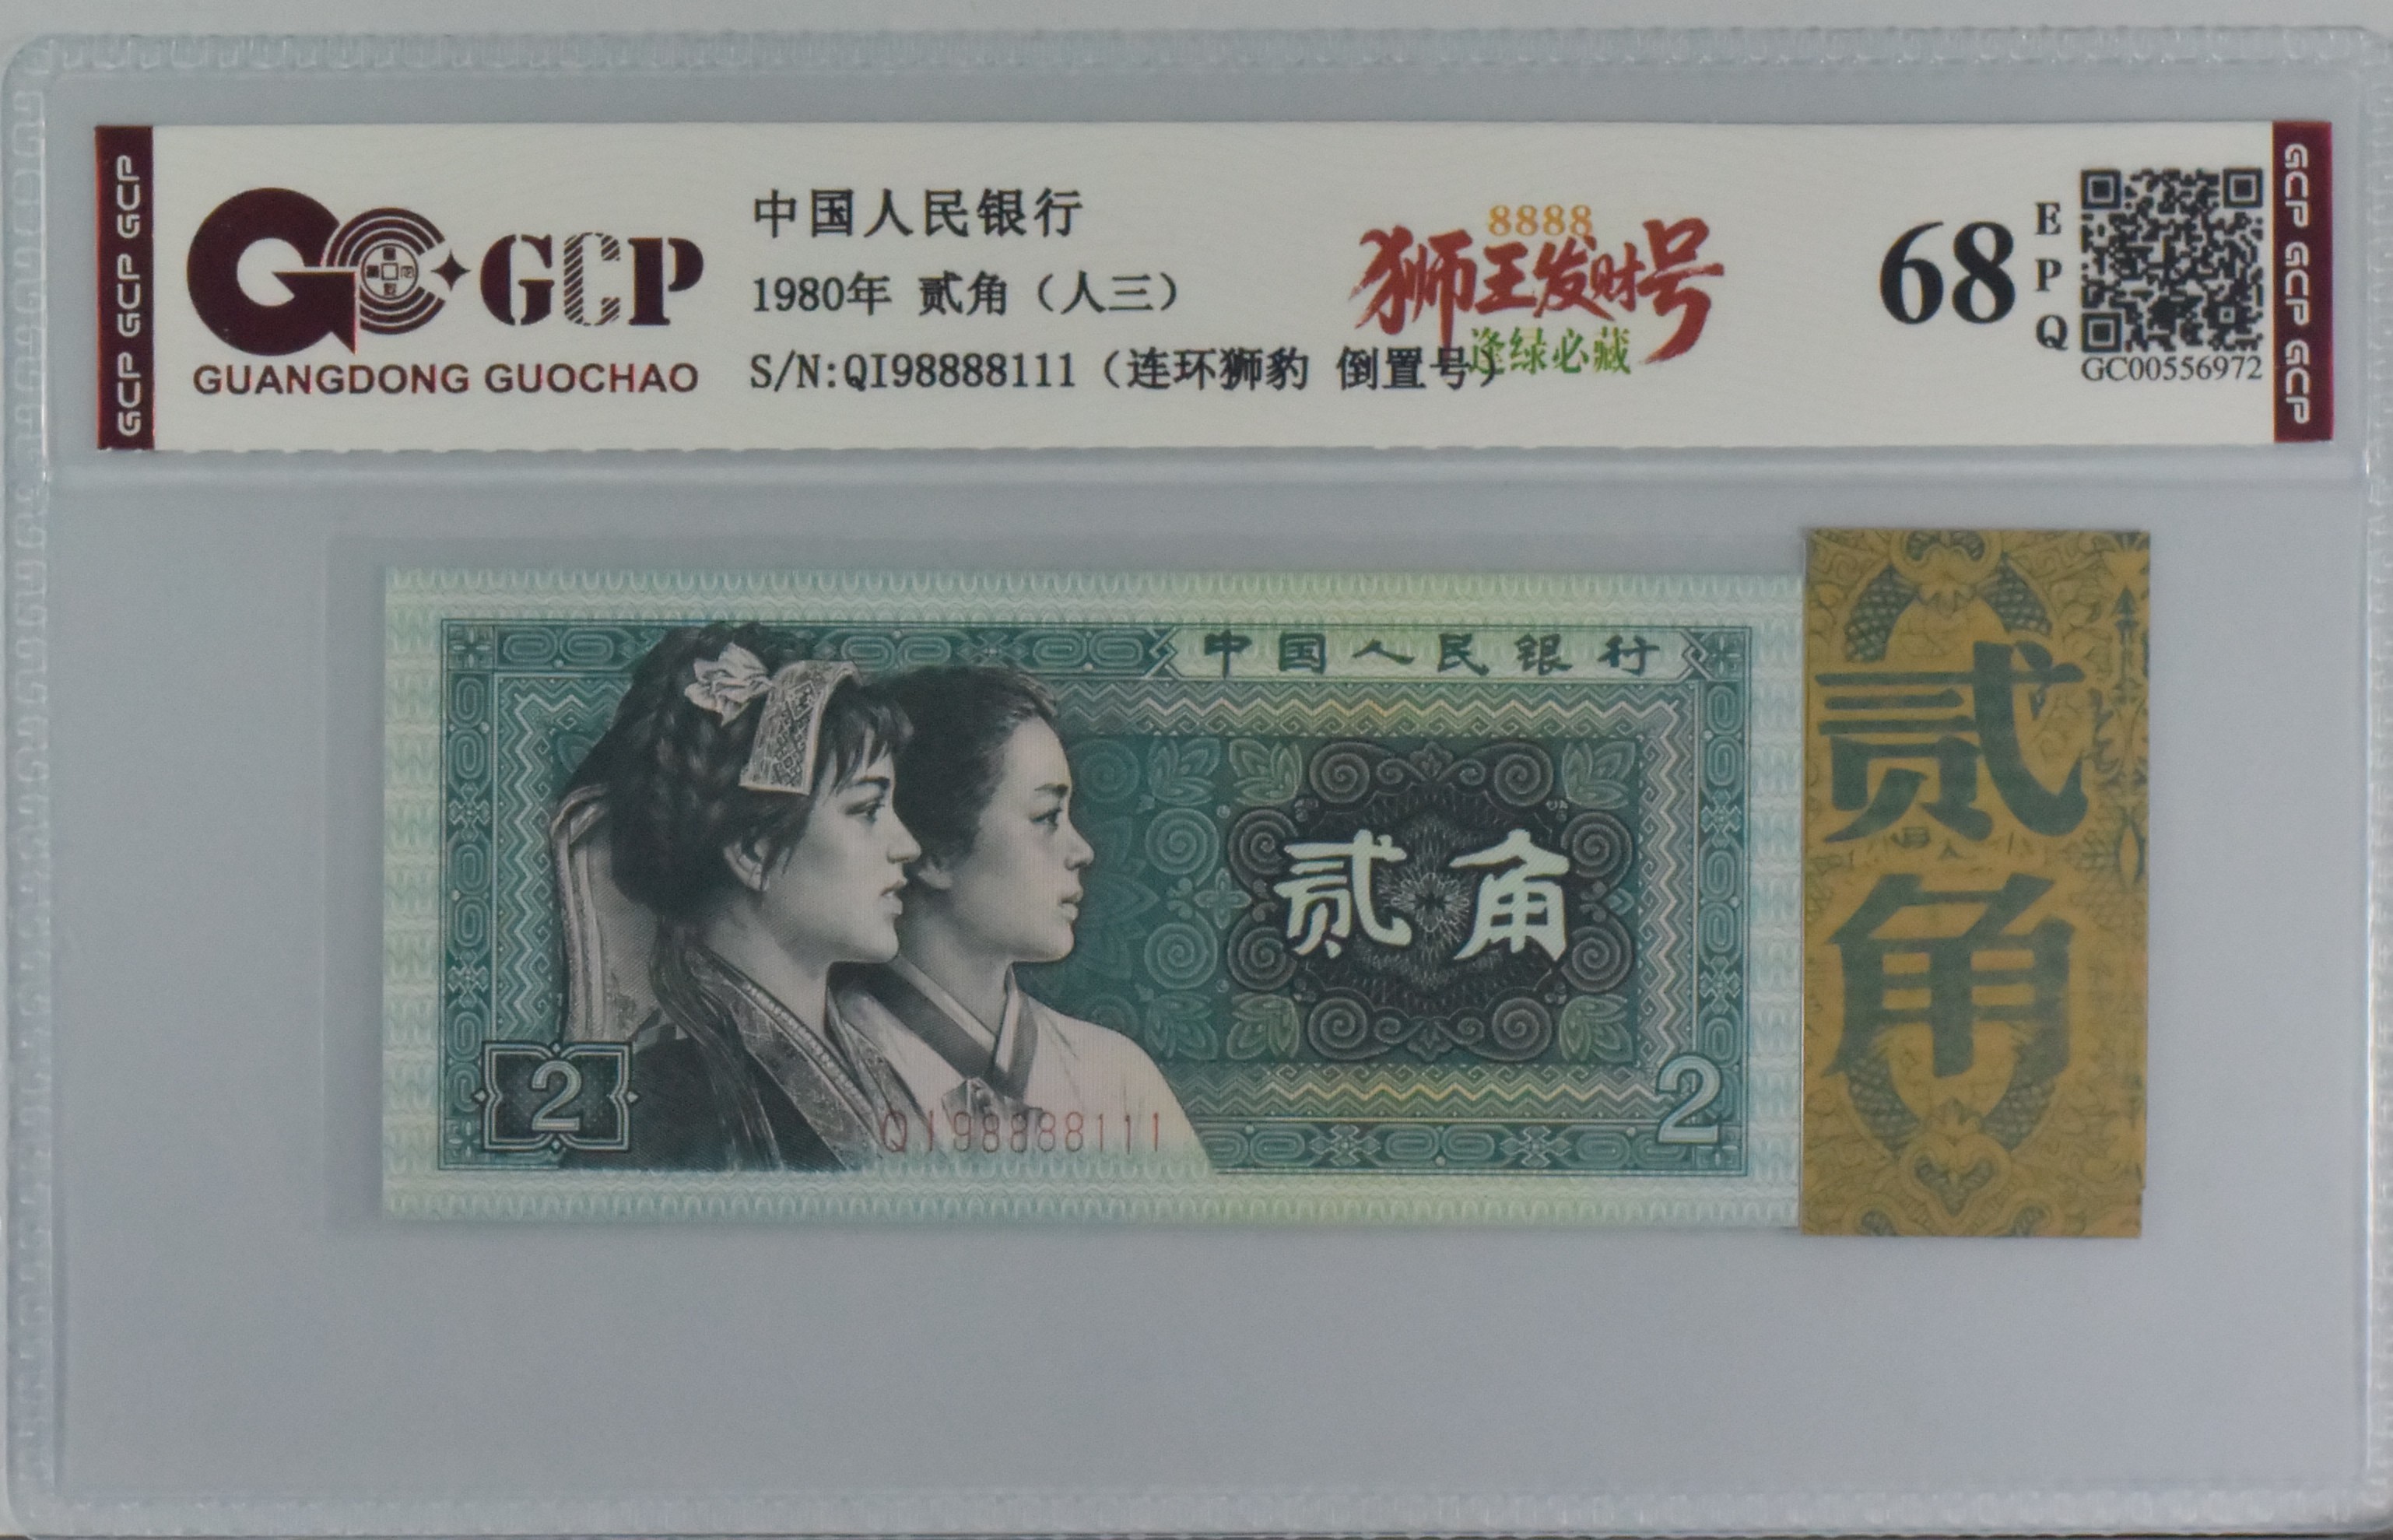 GCP GCP GCP
GCP
GUANGDONG GUOCHAO
中国人民银行
1980年 贰角（人三）
S/N:QI98888111（连环狮豹 倒置号）
8888
狮王发财号
逢绿必藏
68
EPQ
GC00556972
GCP GCP GCP
中国人民银行
贰角
2
QI98888111
2
贰角